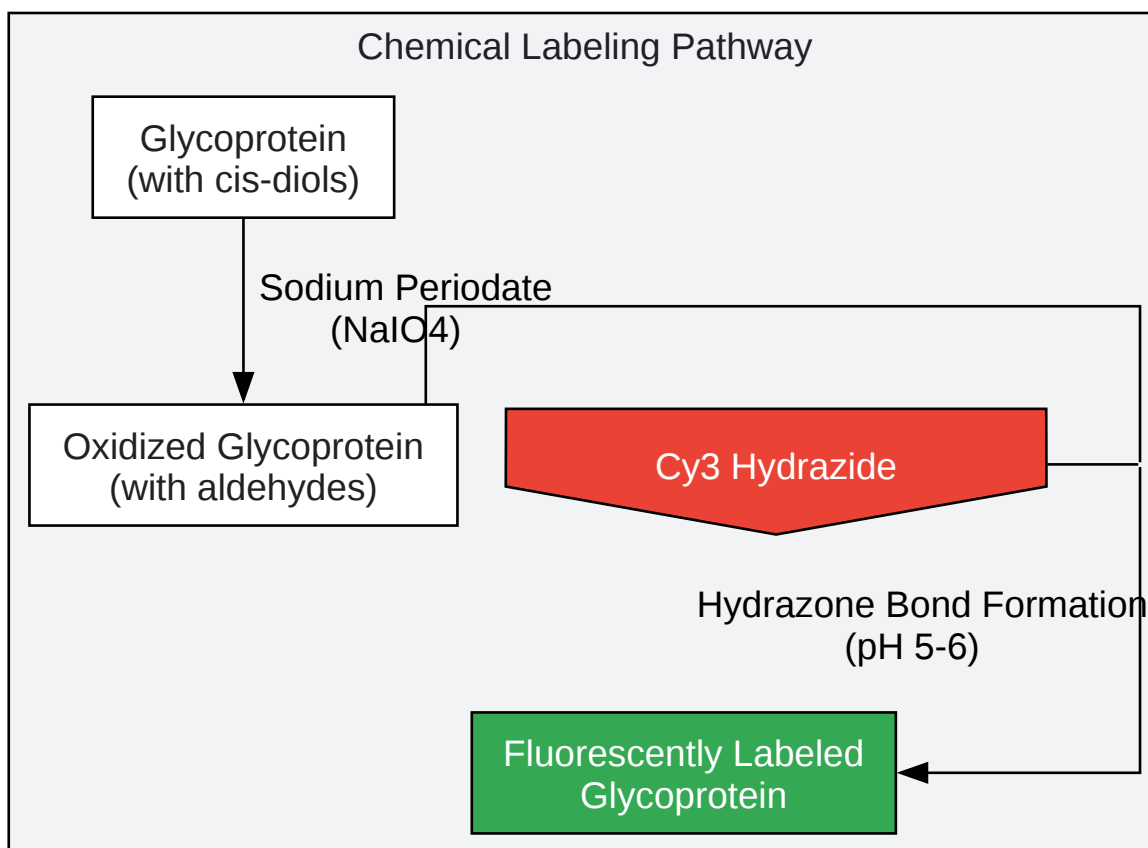 Chemical Labeling Pathway
Glycoprotein
(with cis-diols)
Sodium Periodate
(NaIO4)
Oxidized Glycoprotein
(with aldehydes)
Cy3 Hydrazide
Hydrazone Bond Formation
(pH 5-6)
Fluorescently Labeled
Glycoprotein